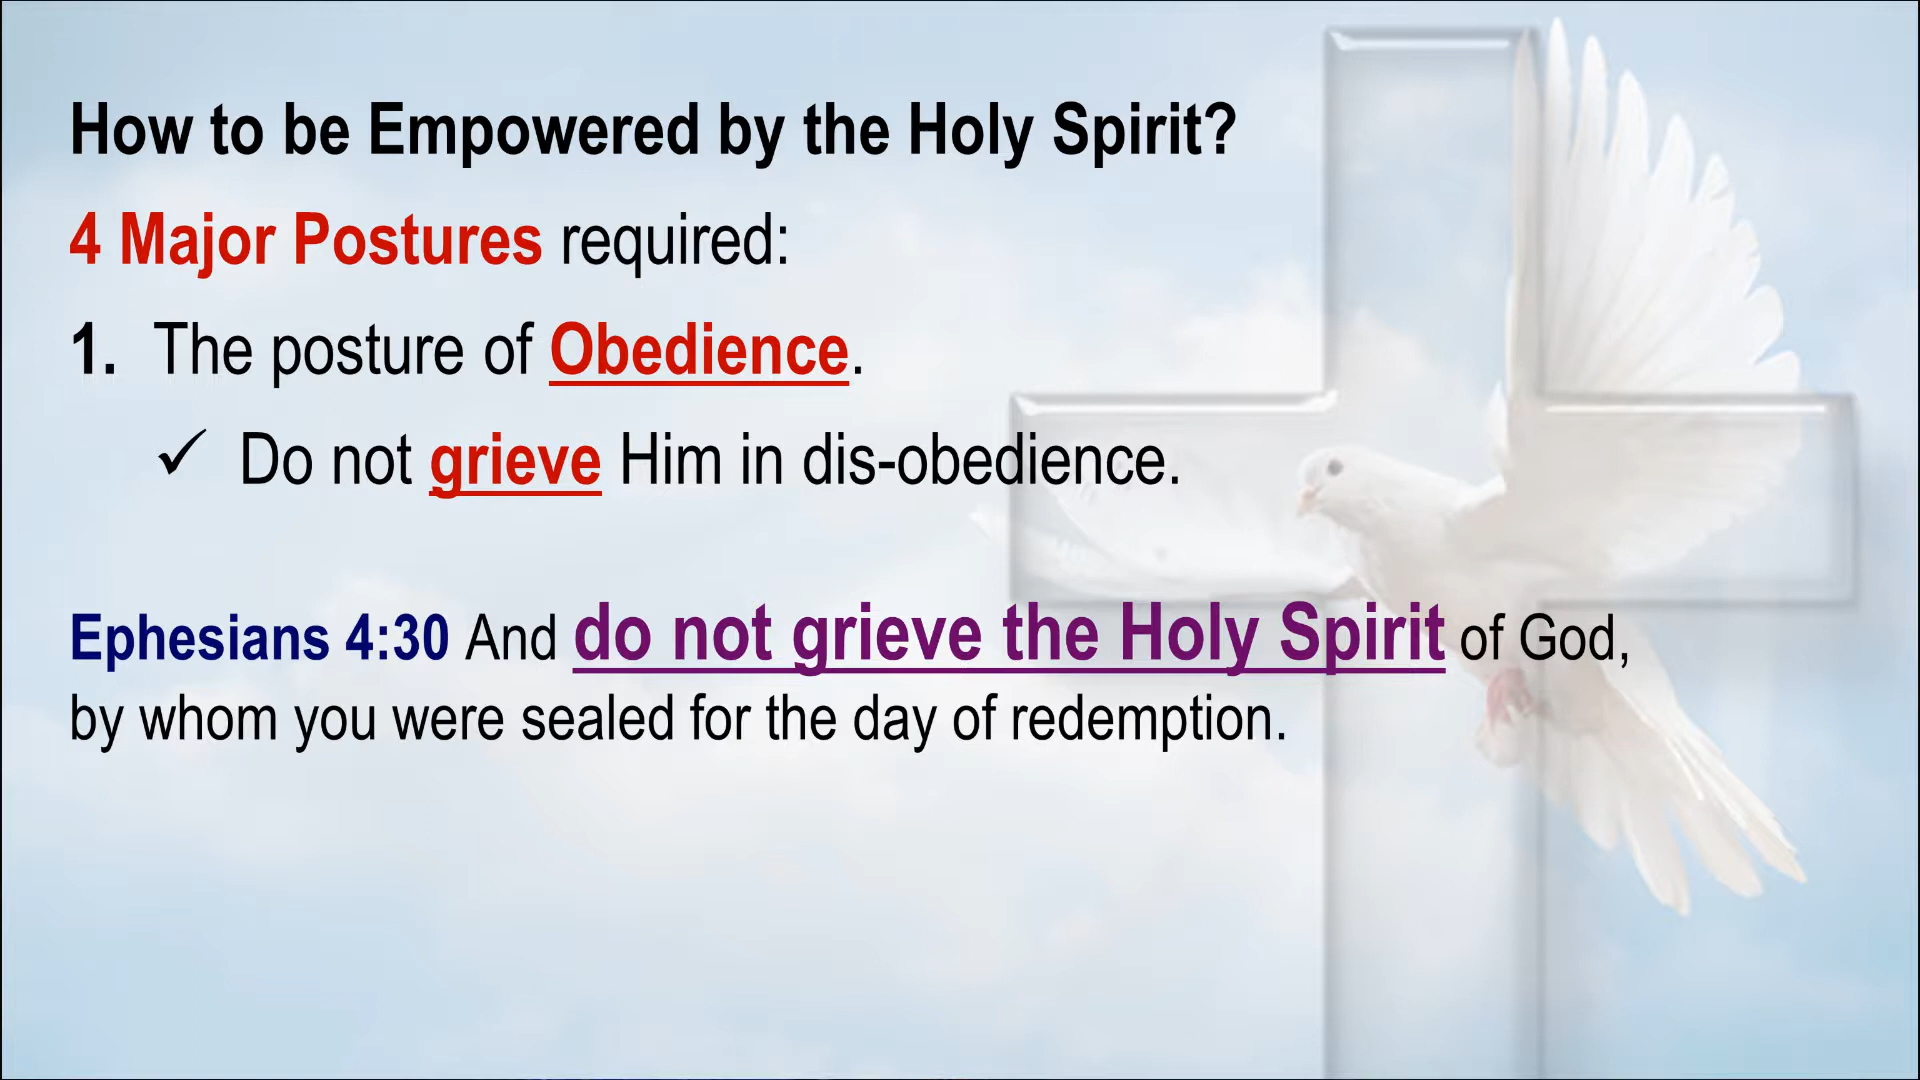 How to be Empowered by the Holy Spirit?
4 Major Postures required:
1. The posture of Obedience.
✓ Do not grieve Him in dis-obedience.
Ephesians 4:30 And do not grieve the Holy Spirit of God,
by whom you were sealed for the day of redemption.